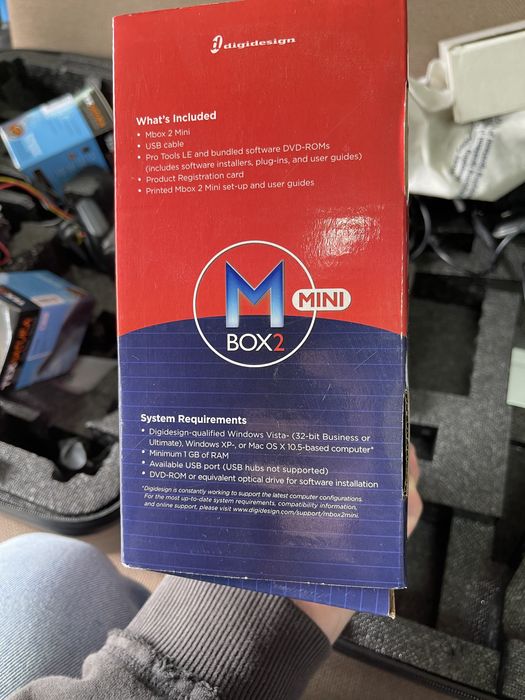 digidesign
What's Included
• Mbox 2 Mini
• USB cable
• Pro Tools LE and bundled software DVD-ROMs
(includes software installers, plug-ins, and user guides)
• Product Registration card
• Printed Mbox 2 Mini set-up and user guides
M
MINI
BOX2
System Requirements
• Digidesign-qualified Windows Vista- (32-bit Business or
Ultimate), Windows XP-, or Mac OS X 10.5-based computer*
• Minimum 1 GB of RAM
• Available USB port (USB hubs not supported)
• DVD-ROM or equivalent optical drive for software installation
*Digidesign is constantly working to support the latest computer configurations.
For the most up-to-date system requirements, compatibility information,
and online support, please visit www.digidesign.com/support/mbox2mini.